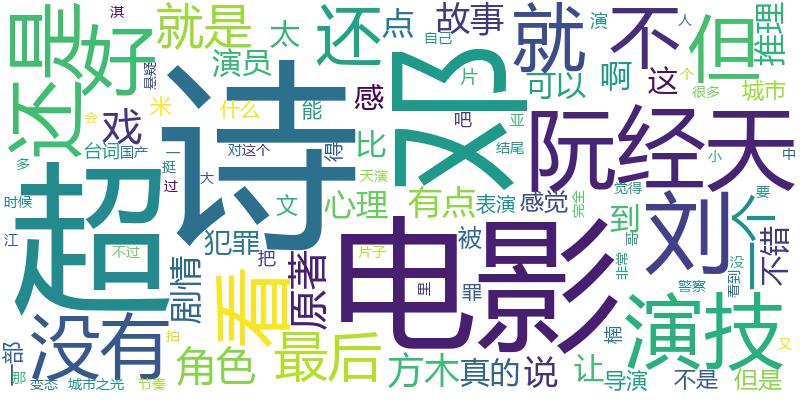 淇
还是
好
就是
太
还
点
故事
自己
就
演
不
人
但
推理
悬疑
演员
感
可以
啊
这
个
很多
城市
会
戏
米
什么
能
诗
邓
片
吧
亚
阮经天
台词
国产
一
挺
对
这个
得
比
结尾
小
中
多
过
大
天演
觉得
要
超
文
心理
有点
表演
感觉
完全
到
刘
一个
时候
江
犯罪
被
哥
不错
不过
剧情
把
原著
片子
电影
非常
看到
没
看
里
罪
警察
没有
拍
楠
演技
又
一部
最后
角色
方木
真的
说
让
那
变态
城市之光
节奏
导演
不是
但是